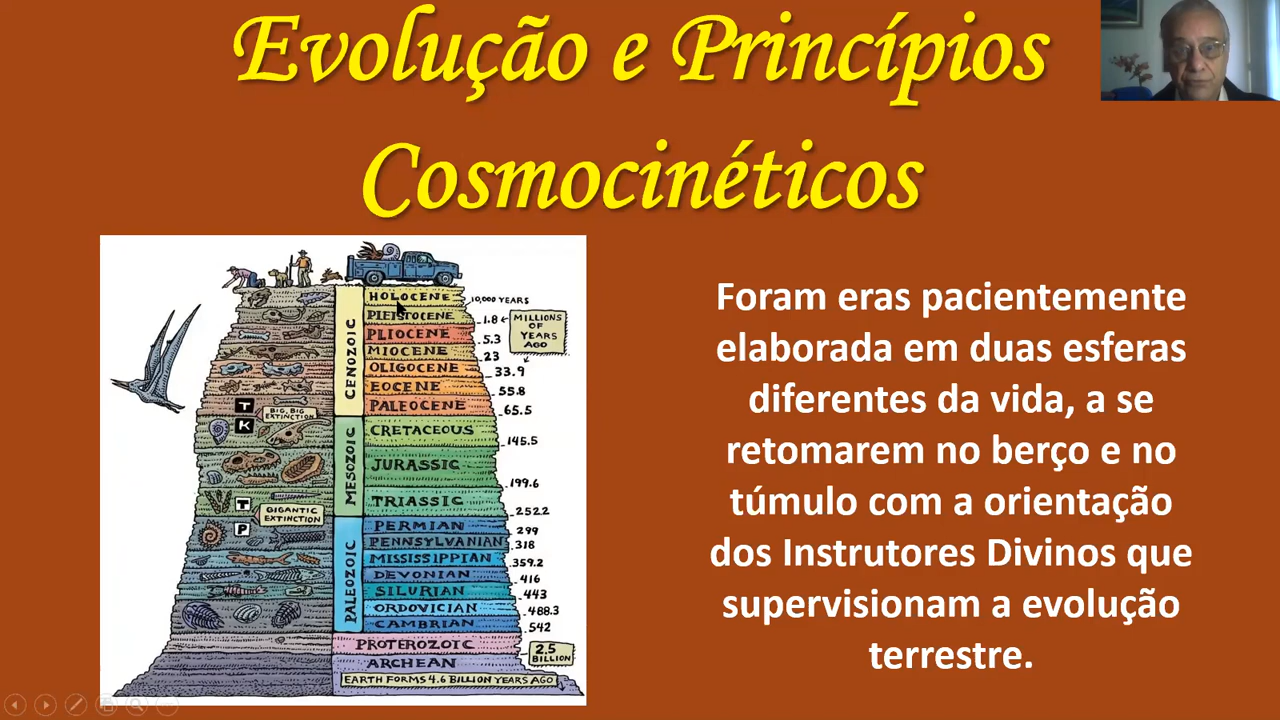 Evolução e Princípios
Cosmocinéticos
HOLOCENE
10,000 YEARS
PLEISTOCENE
1.8
MILLIONS
OF
YEARS
AGO
PLIOCENE
5.3
MIOCENE
23
OLIGOCENE
33.9
EOCENE
55.8
T
PALEOCENE
65.5
BIG, BIG
EXTINCTION
K
CRETACEOUS
145.5
JURASSIC
199.6
T
TRIASSIC
252.2
GIGANTIC
EXTINCTION
P
PERMIAN
299
PENNSYLVANIAN
318
MISSISSIPPIAN
359.2
DEVONIAN
416
SILURIAN
443
ORDOVICIAN
488.3
CAMBRIAN
542
PROTEROZOIC
2.5
BILLION
ARCHEAN
EARTH FORMS 4.6 BILLION YEARS AGO
CENOZOIC
MESOZOIC
PALEOZOIC
Foram eras pacientemente
elaborada em duas esferas
diferentes da vida, a se
retomarem no berço e no
túmulo com a orientação
dos Instrutores Divinos que
supervisionam a evolução
terrestre.